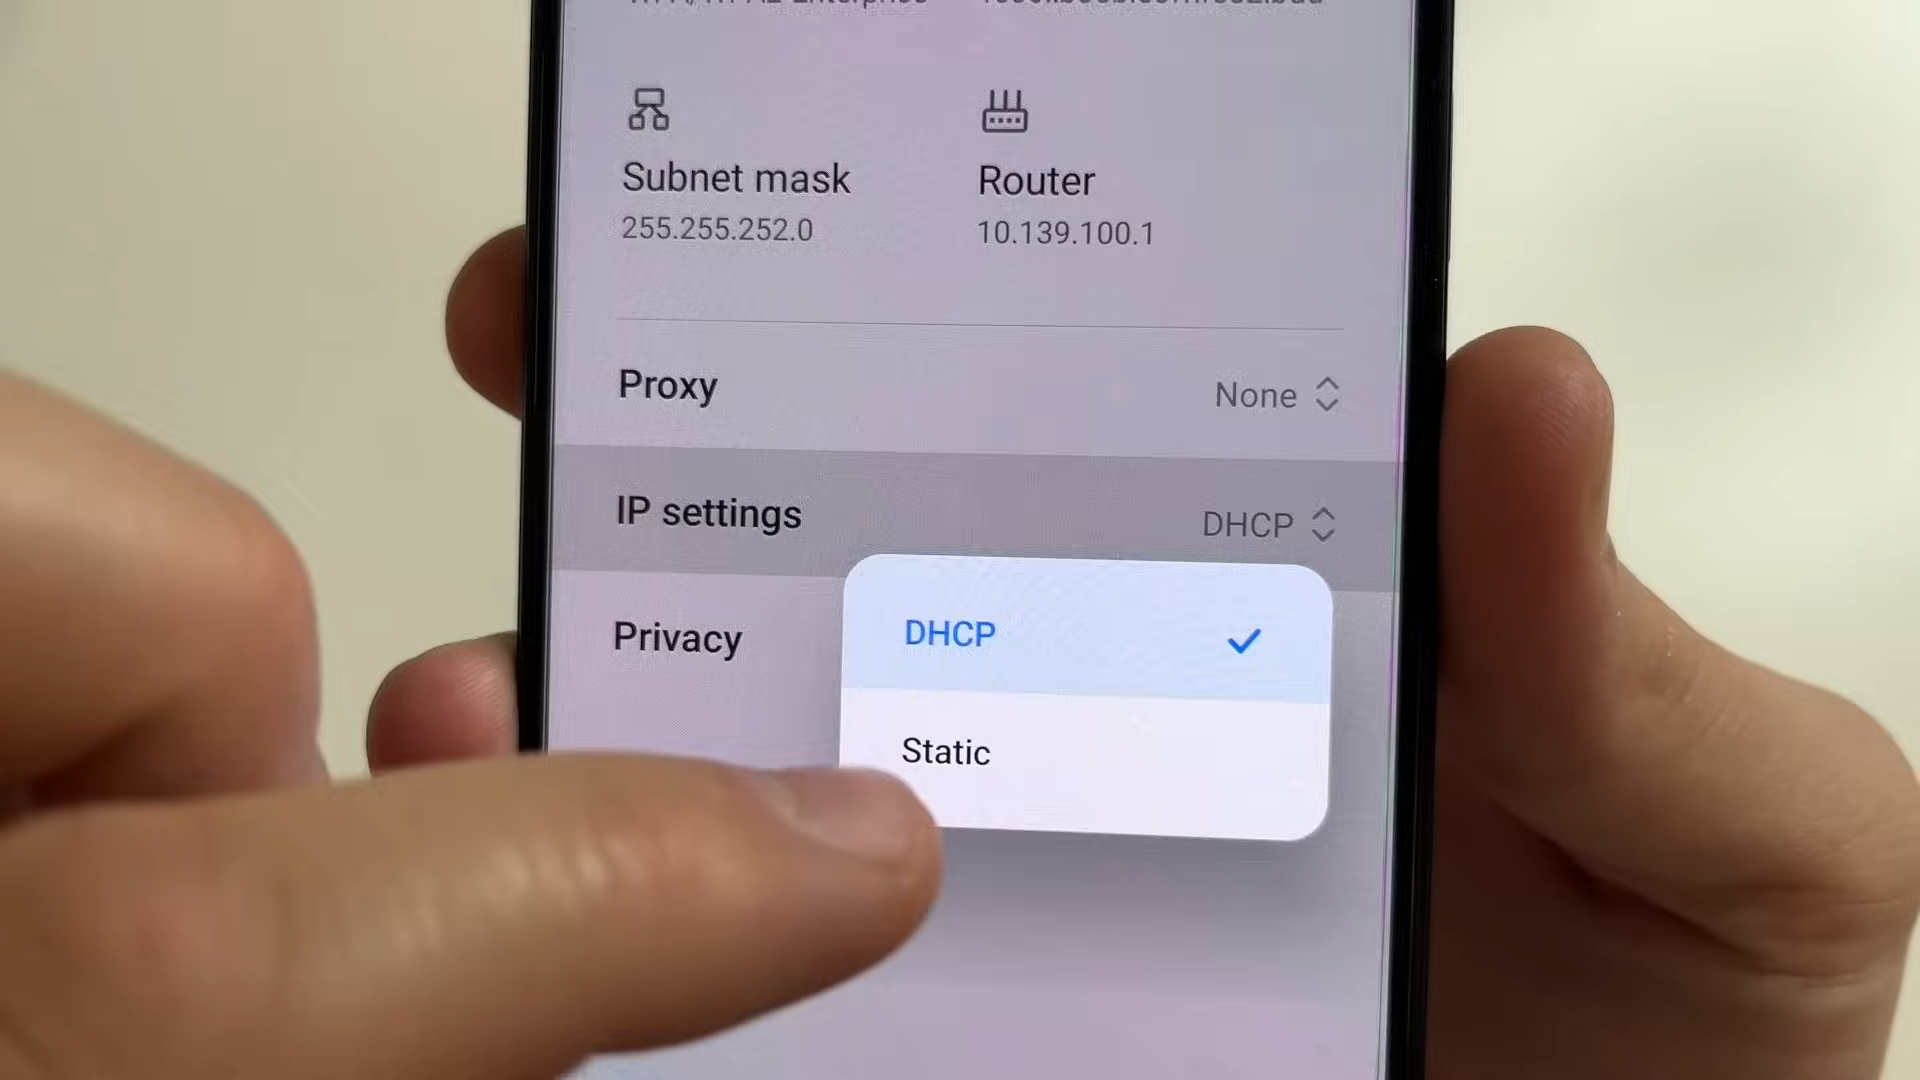 Subnet mask
255.255.252.0
Router
10.139.100.1
Proxy
None
IP settings
DHCP
Privacy
DHCP
Static